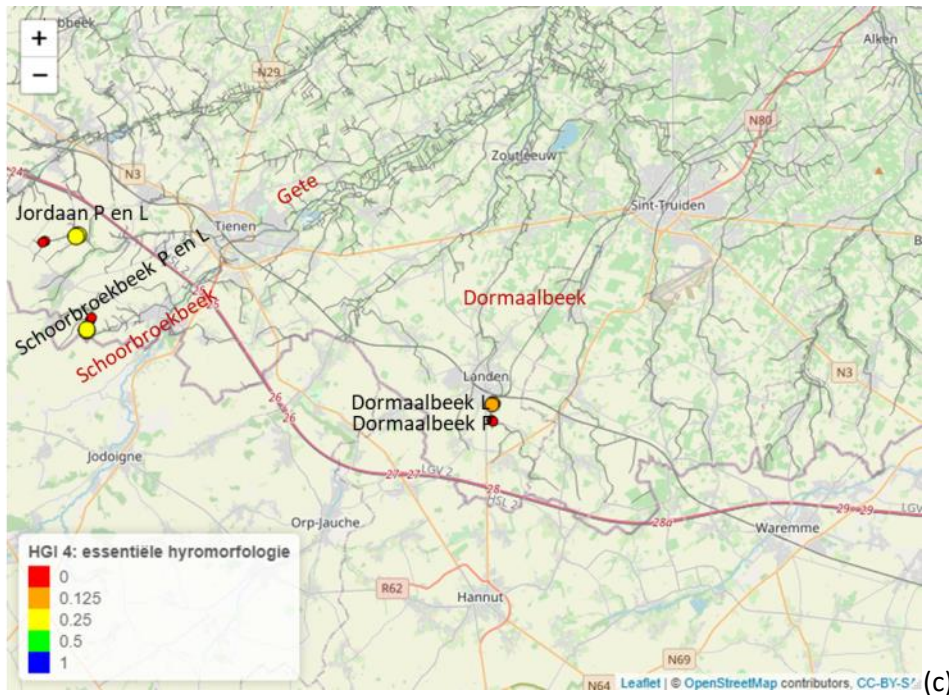 +
−
beek
N29
Alken
N80
Zoutleeuw
Gete
N3
24
Jordaan P en L
Tienen
Sint-Truiden
Schoorbroekbeek P en L
Schoorbroekbeek
Dormaalbeek
Landen
N3
Dormaalbeek L
Dormaalbeek P
26
26
Jodoigne
27
27
LGV 2
28
HSL 2
29
29
LGV
28a
Orp-Jauche
Waremme
HGI 4: essentiële hyromorfologie
0
0.125
0.25
0.5
1
R62
Hannut
N69
N64
Leaflet | © OpenStreetMap contributors, CC-BY-SA
(c)